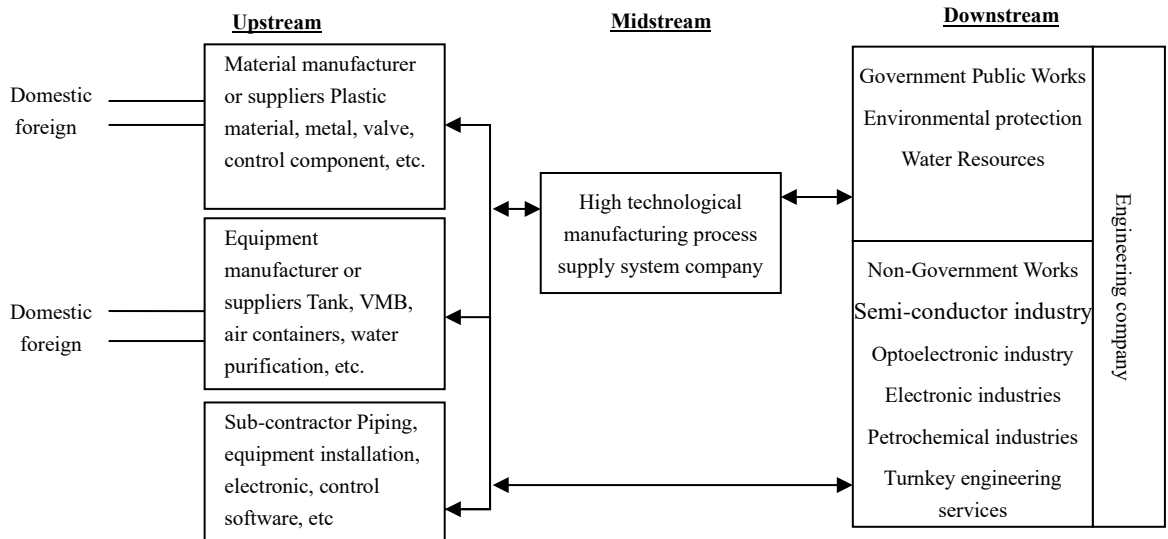 Upstream
Midstream
Downstream
Domestic
foreign
Material manufacturer
or suppliers Plastic
material, metal, valve,
control component, etc.
Domestic
foreign
Equipment
manufacturer or
suppliers Tank, VMB,
air containers, water
purification, etc.
Sub-contractor Piping,
equipment installation,
electronic, control
software, etc
High technological
manufacturing process
supply system company
Government Public Works
Environmental protection
Water Resources
Non-Government Works
Semi-conductor industry
Optoelectronic industry
Electronic industries
Petrochemical industries
Turnkey engineering
services
Engineering company